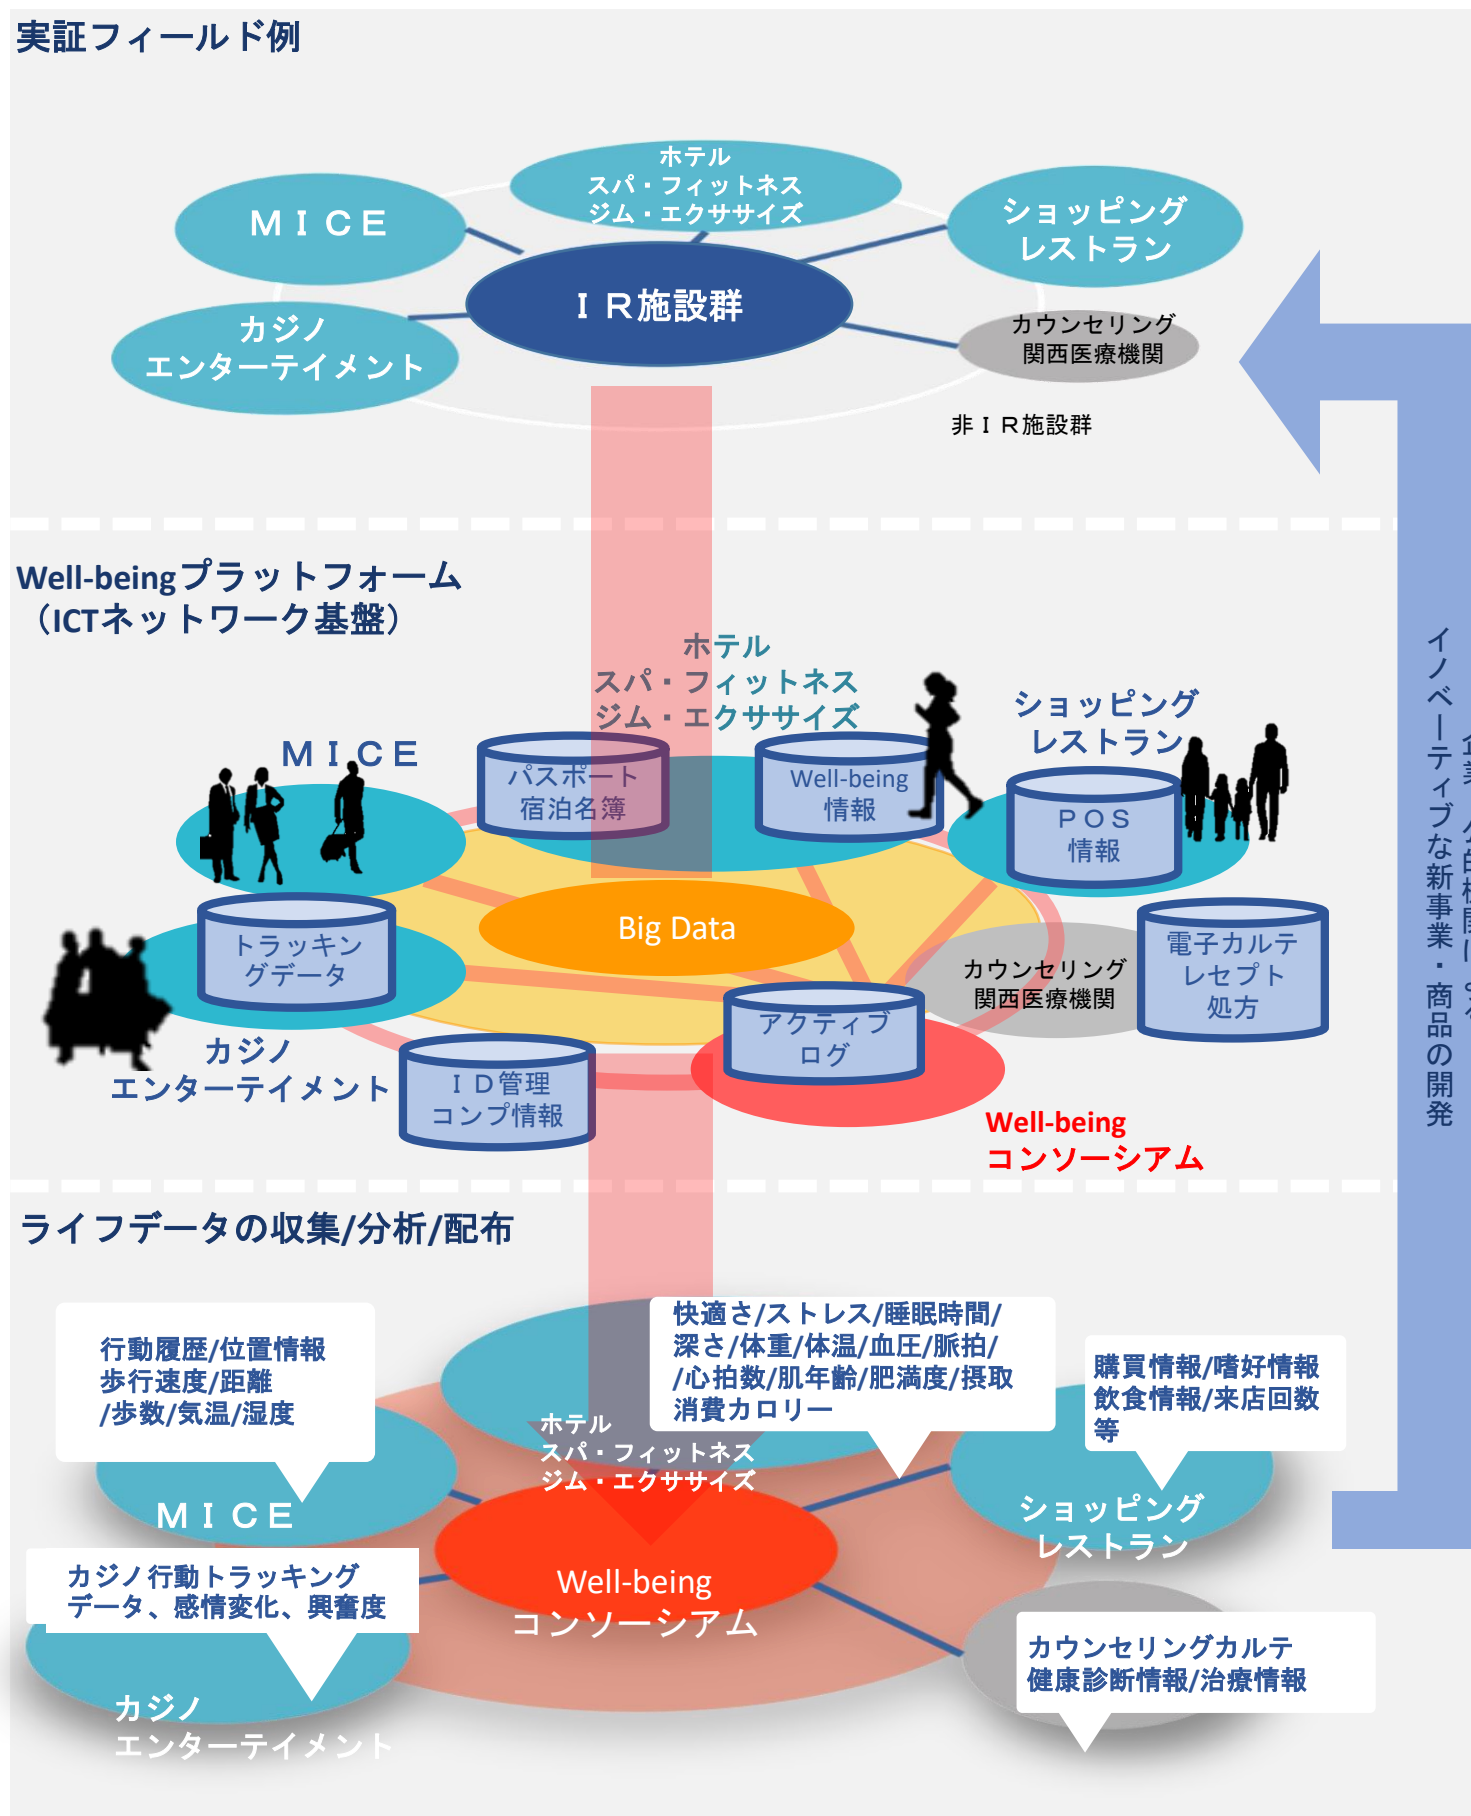 実証フィールド例
ホテル
スパ・フィットネス
ジム・エクササイズ
ＭＩＣＥ
ショッピング
レストラン
ＩＲ施設群
カジノ
エンターテイメント
カウンセリング
関西医療機関
非ＩＲ施設群
Well-beingプラットフォーム
（ICTネットワーク基盤）
ホテル
スパ・フィットネス
ジム・エクササイズ
ショッピング
レストラン
ＭＩＣＥ
パスポート
宿泊名簿
Well-being
情報
ＰＯＳ
情報
Big Data
トラッキン
グデータ
カウンセリング
関西医療機関
電子カルテ
レセプト
処方
アクティブ
ログ
カジノ
エンターテイメント
ＩＤ管理
コンプ情報
Well-being
コンソーシアム
イノベーティブな新事業・商品の開発
ライフデータの収集/分析/配布
行動履歴/位置情報
歩行速度/距離
/歩数/気温/湿度
快適さ/ストレス/睡眠時間/
深さ/体重/体温/血圧/脈拍/
/心拍数/肌年齢/肥満度/摂取
消費カロリー
購買情報/嗜好情報
飲食情報/来店回数
等
ホテル
スパ・フィットネス
ジム・エクササイズ
ＭＩＣＥ
ショッピング
レストラン
カジノ行動トラッキング
データ、感情変化、興奮度
Well-being
コンソーシアム
カウンセリングカルテ
健康診断情報/治療情報
カジノ
エンターテイメント